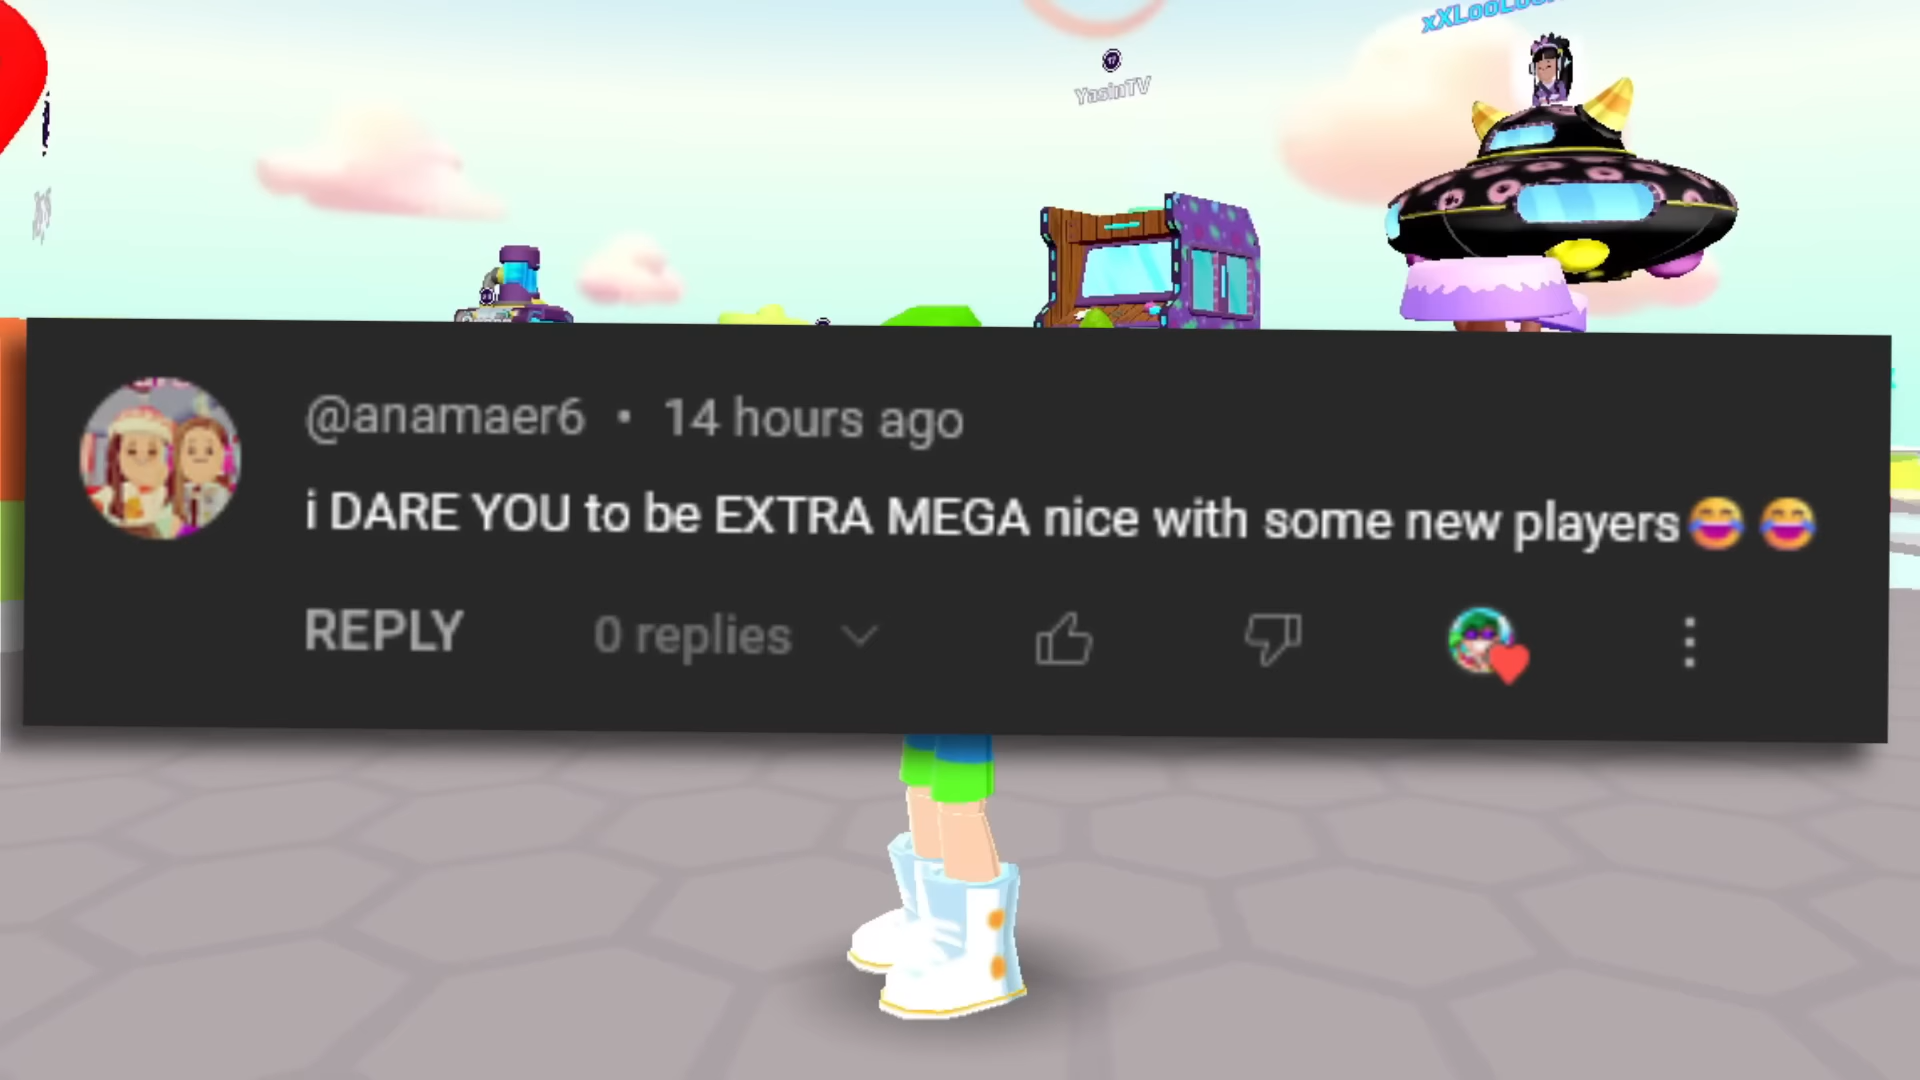 YasinTV
@anamaer6 • 14 hours ago
i DARE YOU to be EXTRA MEGA nice with some new players😂 😂
REPLY 0 replies